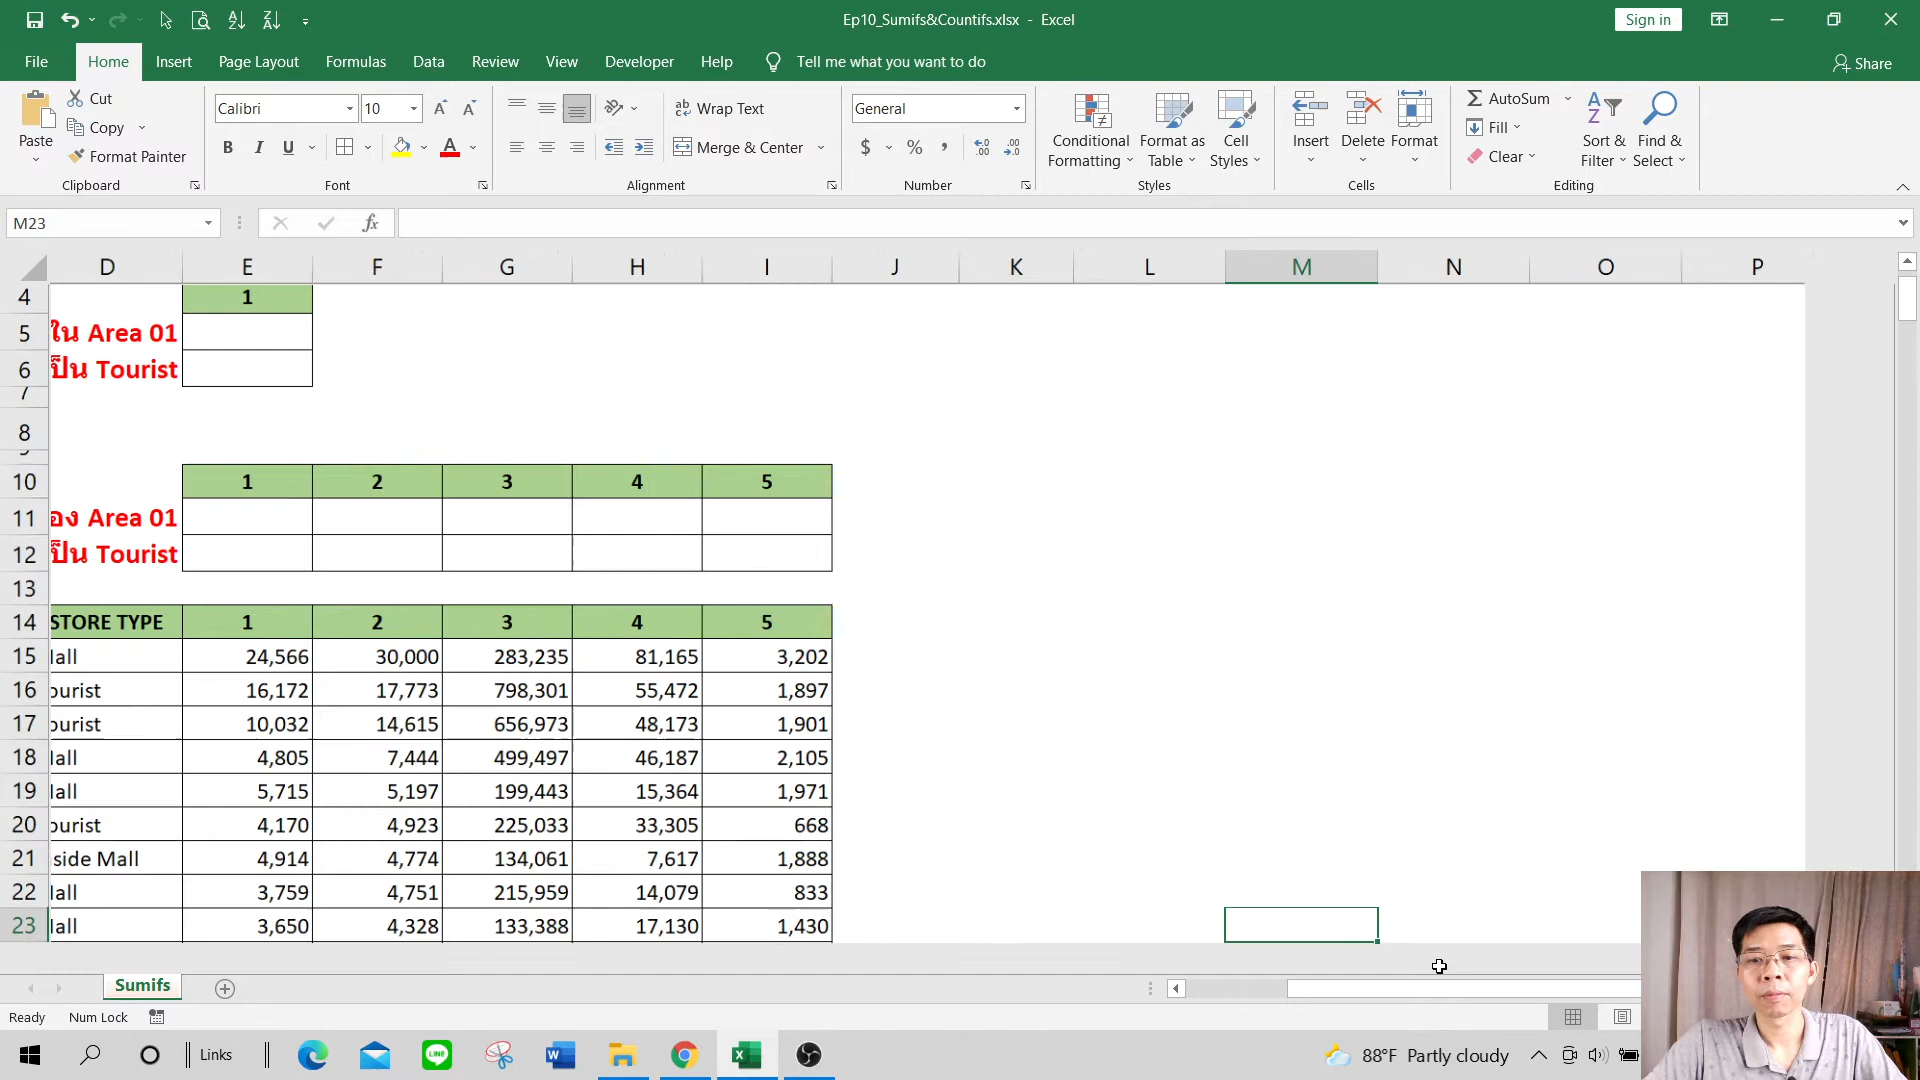 Ep10_Sumifs&Countifs.xlsx - Excel
Sign in
File Home Insert Page Layout Formulas Data Review View Developer Help Tell me what you want to do Share
Paste
Cut
Copy
Format Painter
Clipboard
Calibri 10
B I U
Font
Wrap Text
Merge & Center
Alignment
General
$ % ,
Number
Conditional Formatting
Format as Table
Cell Styles
Styles
Insert
Delete
Format
Cells
AutoSum
Fill
Clear
Sort & Filter
Find & Select
Editing
M23 fx
D E F G H I J K L M N O P
4 1
5 ใน Area 01
6 ป็น Tourist
7
8
10 1 2 3 4 5
11 อง Area 01
12 ป็น Tourist
13
14 STORE TYPE 1 2 3 4 5
15 all 24,566 30,000 283,235 81,165 3,202
16 ourist 16,172 17,773 798,301 55,472 1,897
17 ourist 10,032 14,615 656,973 48,173 1,901
18 all 4,805 7,444 499,497 46,187 2,105
19 all 5,715 5,197 199,443 15,364 1,971
20 ourist 4,170 4,923 225,033 33,305 668
21 side Mall 4,914 4,774 134,061 7,617 1,888
22 all 3,759 4,751 215,959 14,079 833
23 all 3,650 4,328 133,388 17,130 1,430
Sumifs
Ready Num Lock
Links
LINE
88°F Partly cloudy